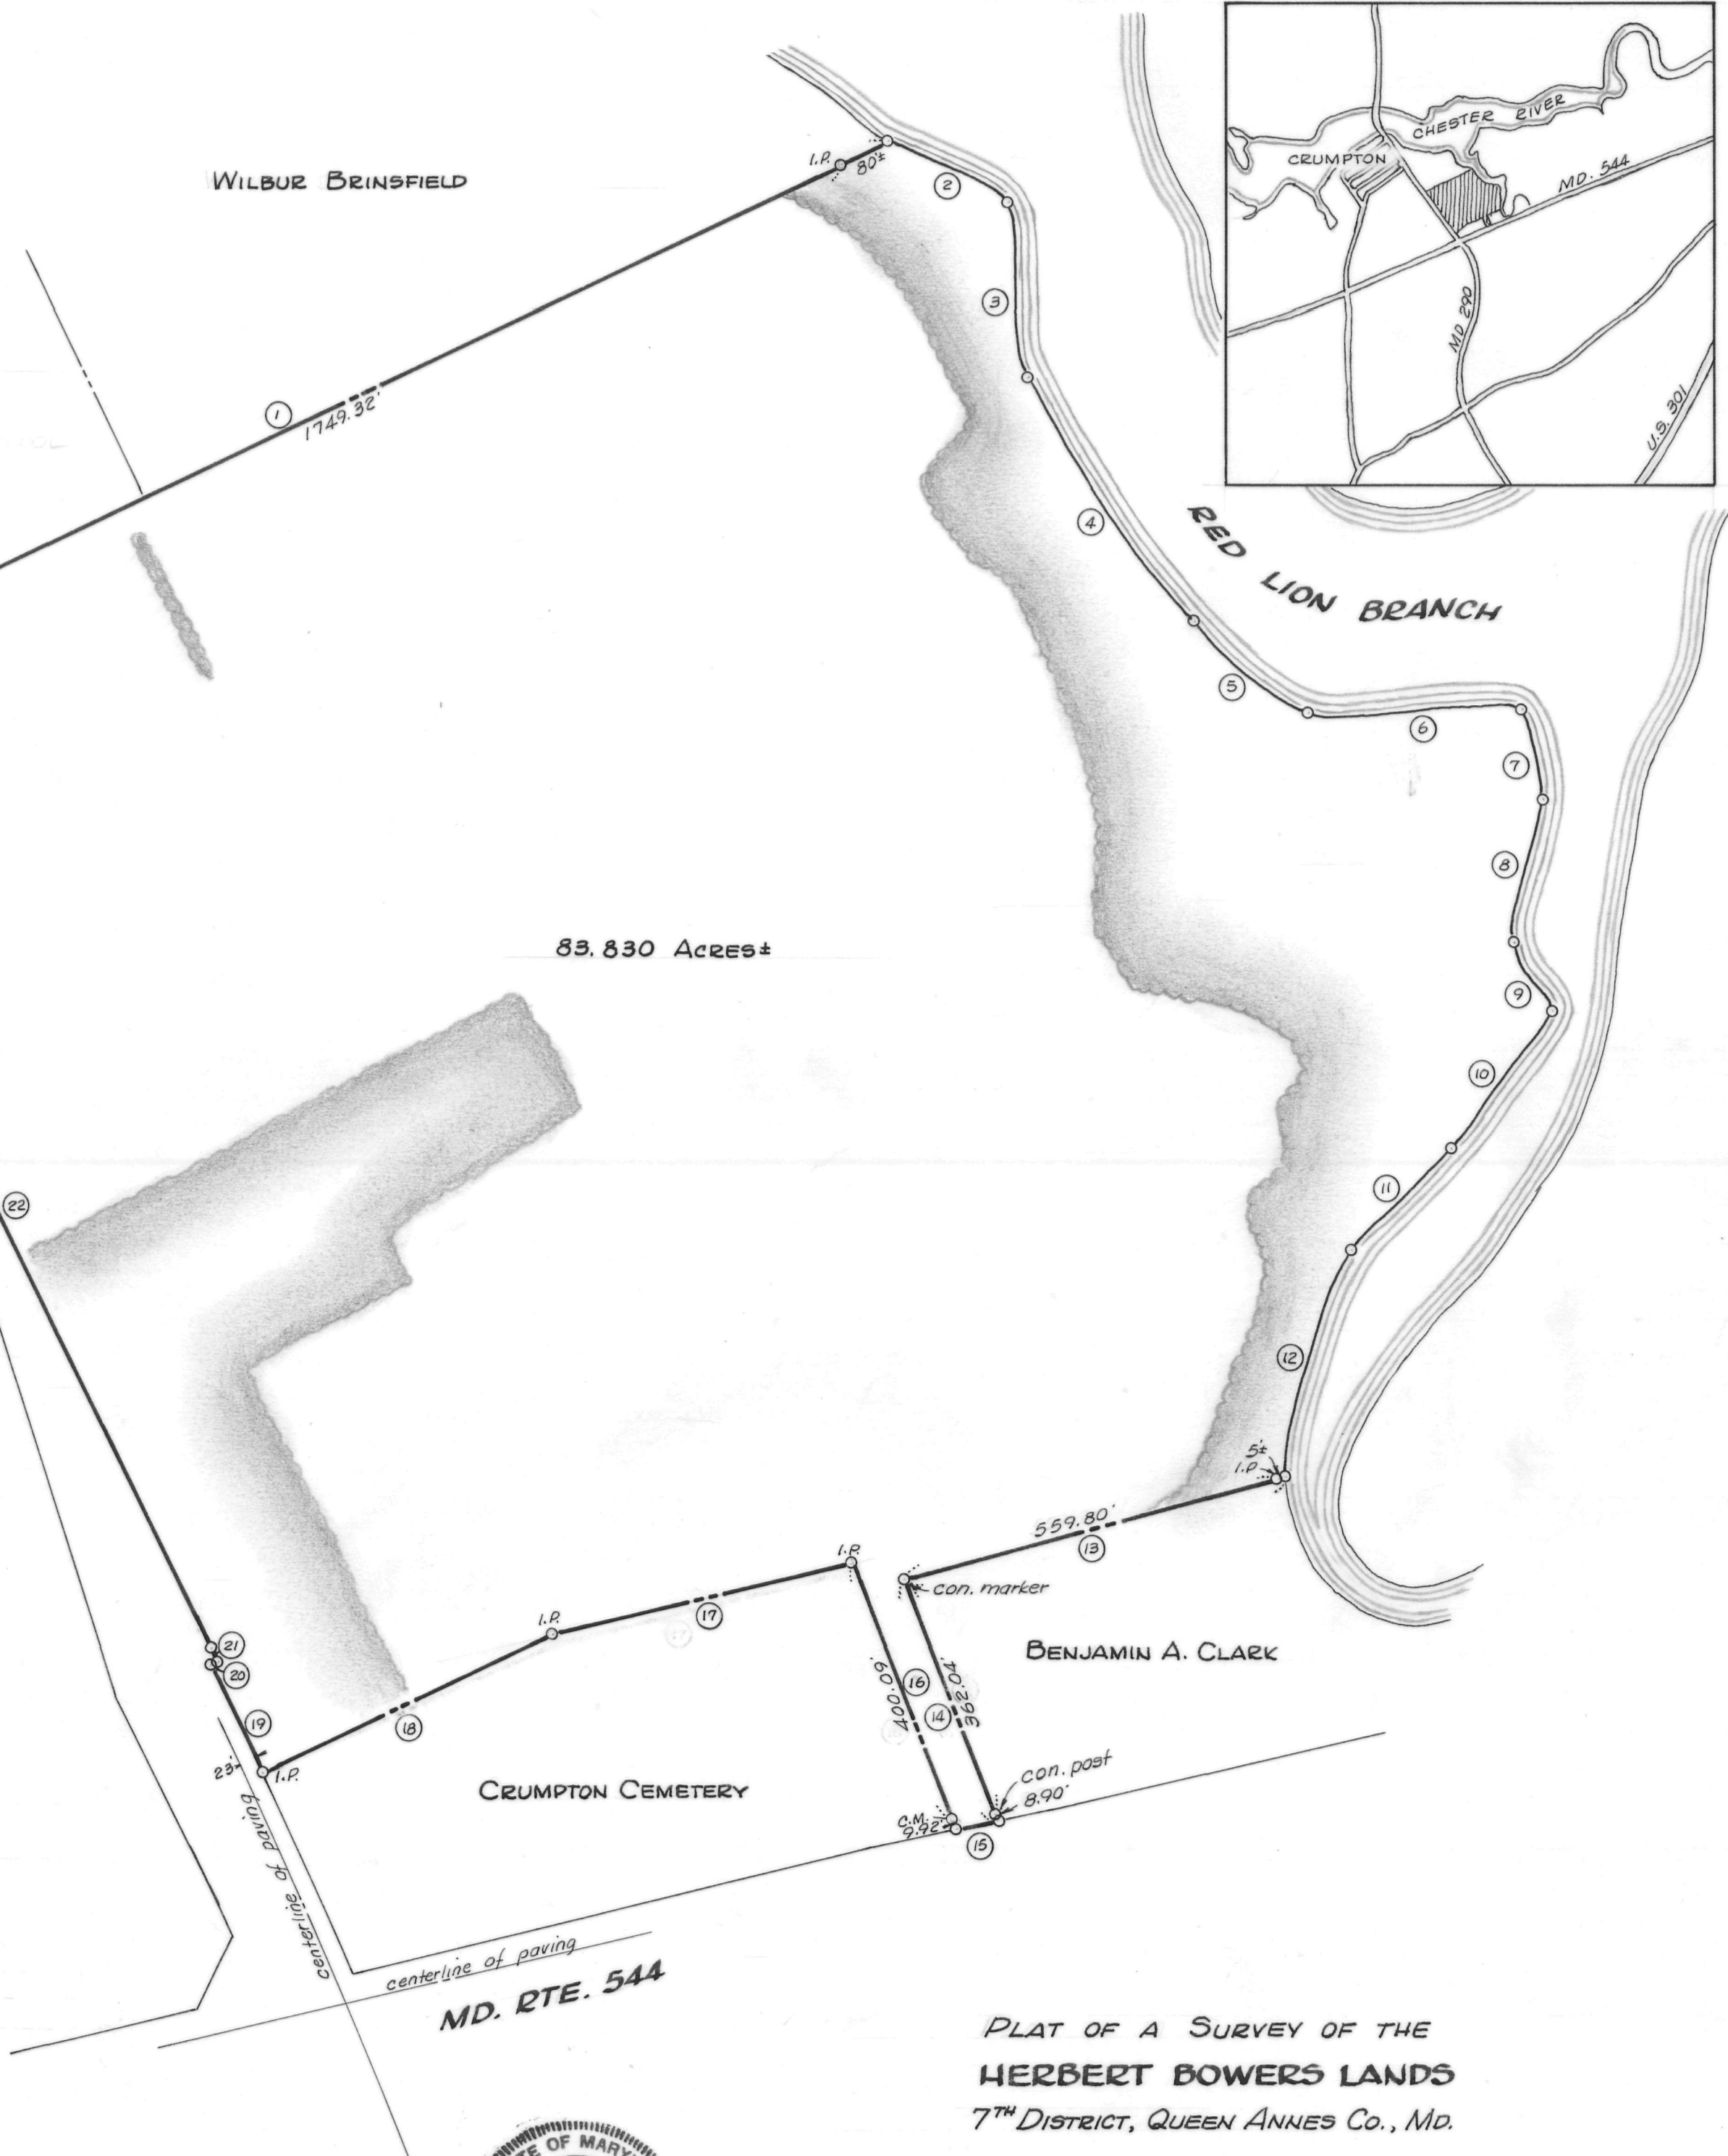 CHESTER RIVER
CRUMPTON
MD. 544
MD 290
U.S. 301
WILBUR BRINSFIELD
I.P.
80'±
2
3
1
1749.32'
4
RED LION BRANCH
5
6
7
8
83.830 ACRES±
9
10
11
22
12
5'±
I.P.
559.80'
13
I.P.
con. marker
I.P.
17
BENJAMIN A. CLARK
21
20
16
400.09'
14
362.04'
19
18
23'
I.P.
CRUMPTON CEMETERY
con. post
8.90'
C.M.
9.92'
15
centerline of paving
centerline of paving
MD. RTE. 544
PLAT OF A SURVEY OF THE
HERBERT BOWERS LANDS
7TH DISTRICT, QUEEN ANNES CO., MD.